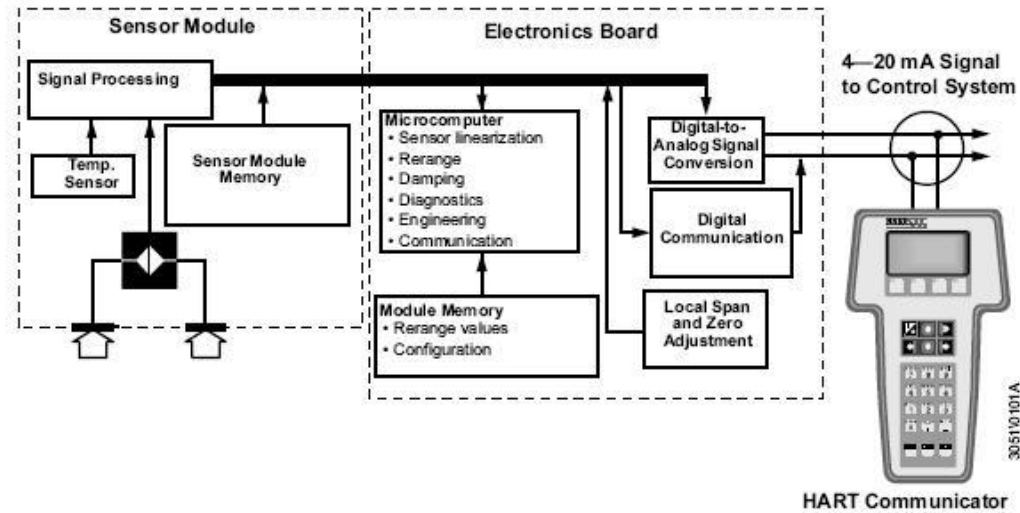 Sensor Module
Electronics Board
Signal Processing
Temp.
Sensor
Sensor Module
Memory
Microcomputer
• Sensor linearization
• Rerange
• Damping
• Diagnostics
• Engineering
• Communication
Module Memory
• Rerange values
• Configuration
Digital-to-
Analog Signal
Conversion
Digital
Communication
Local Span
and Zero
Adjustment
4—20 mA Signal
to Control System
HART Communicator
3051\0101A